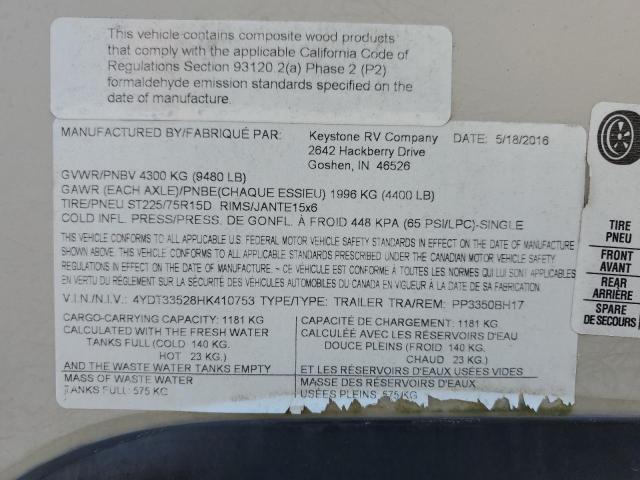 This vehicle contains composite wood products
that comply with the applicable California Code of
Regulations Section 93120.2(a) Phase 2 (P2)
formaldehyde emission standards specified on the
date of manufacture.
MANUFACTURED BY/FABRIQUÉ PAR: Keystone RV Company DATE: 5/18/2016
2642 Hackberry Drive
Goshen, IN 46526
GVWR/PNBV 4300 KG (9480 LB)
GAWR (EACH AXLE)/PNBE(CHAQUE ESSIEU) 1996 KG (4400 LB)
TIRE/PNEU ST225/75R15D RIMS/JANTE15x6
COLD INFL. PRESS/PRESS. DE GONFL. À FROID 448 KPA (65 PSI/LPC)-SINGLE
THIS VEHICLE CONFORMS TO ALL APPLICABLE U.S. FEDERAL MOTOR VEHICLE SAFETY STANDARDS IN EFFECT ON THE DATE OF MANUFACTURE
SHOWN ABOVE. THIS VEHICLE CONFORMS TO ALL APPLICABLE STANDARDS PRESCRIBED UNDER THE CANADIAN MOTOR VEHICLE SAFETY
REGULATIONS IN EFFECT ON THE DATE OF MANUFACTURE / ~CE VÉHICULE EST CONFORME À TOUTES LES NORMES QUI LUI SONT APPLICABLES
EN VERTU DU RÈGLEMENT SUR LA SÉCURITÉ DES VÉHICULES AUTOMOBILES DU CANADA EN VIGUEUR À LA DATE DE SA FABRICATION
V.I.N./N.I.V.: 4YDT33528HK410753 TYPE/TYPE: TRAILER TRA/REM: PP3350BH17
CARGO-CARRYING CAPACITY: 1181 KG
CALCULATED WITH THE FRESH WATER
TANKS FULL (COLD 140 KG.
HOT 23 KG.)
AND THE WASTE WATER TANKS EMPTY
MASS OF WASTE WATER
TANKS FULL: 575 KG
CAPACITÉ DE CHARGEMENT: 1181 KG
CALCULÉE AVEC LES RÉSERVOIRS D'EAU
DOUCE PLEINS (FROID 140 KG.
CHAUD 23 KG.)
ET LES RÉSERVOIRS D'EAUX USÉES VIDES
MASSE DES RÉSERVOIRS D'EAUX
USÉES PLEINS 575/KG
TIRE
PNEU
FRONT
AVANT
REAR
ARRIÈRE
SPARE
DE SECOURS